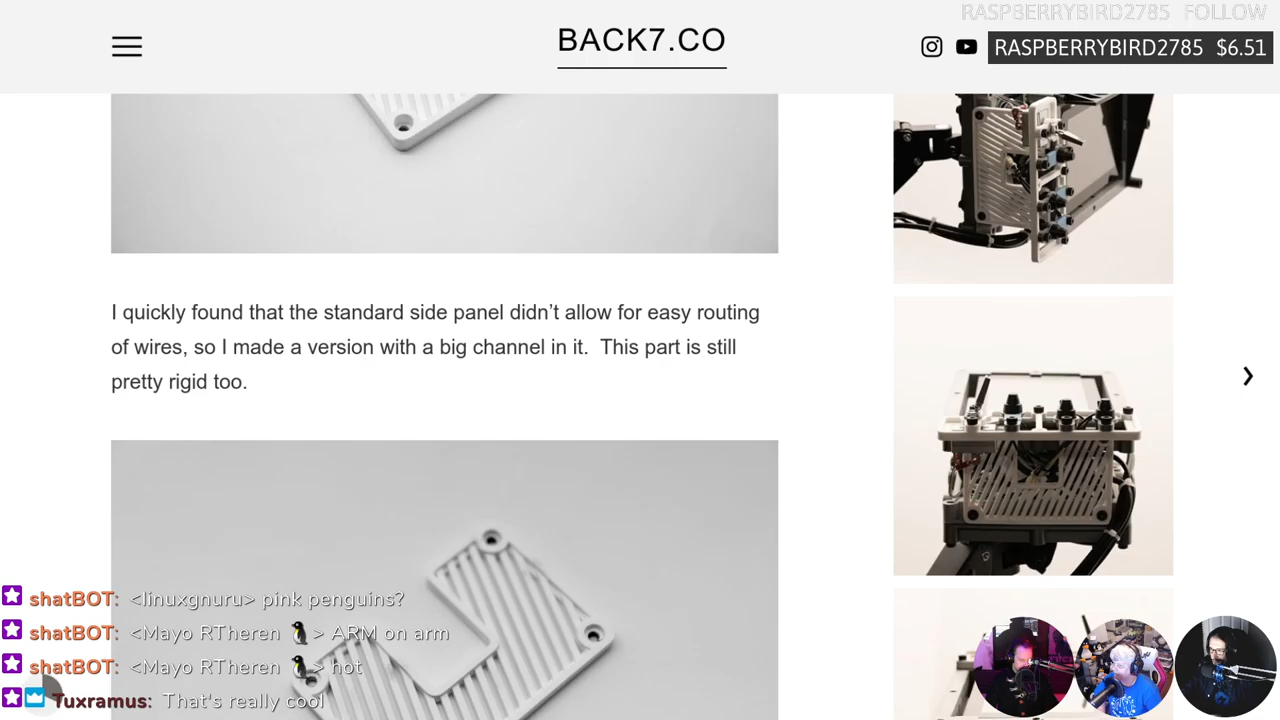 RASPBERRYBIRD2785 FOLLOW
BACK7.CO
RASPBERRYBIRD2785 $6.51
I quickly found that the standard side panel didn’t allow for easy routing
of wires, so I made a version with a big channel in it. This part is still
pretty rigid too.
shatBOT: <linuxgnuru> pink penguins?
shatBOT: <Mayo RTheren 🐧> ARM on arm
shatBOT: <Mayo RTheren 🐧> hot
Tuxramus: That's really cool